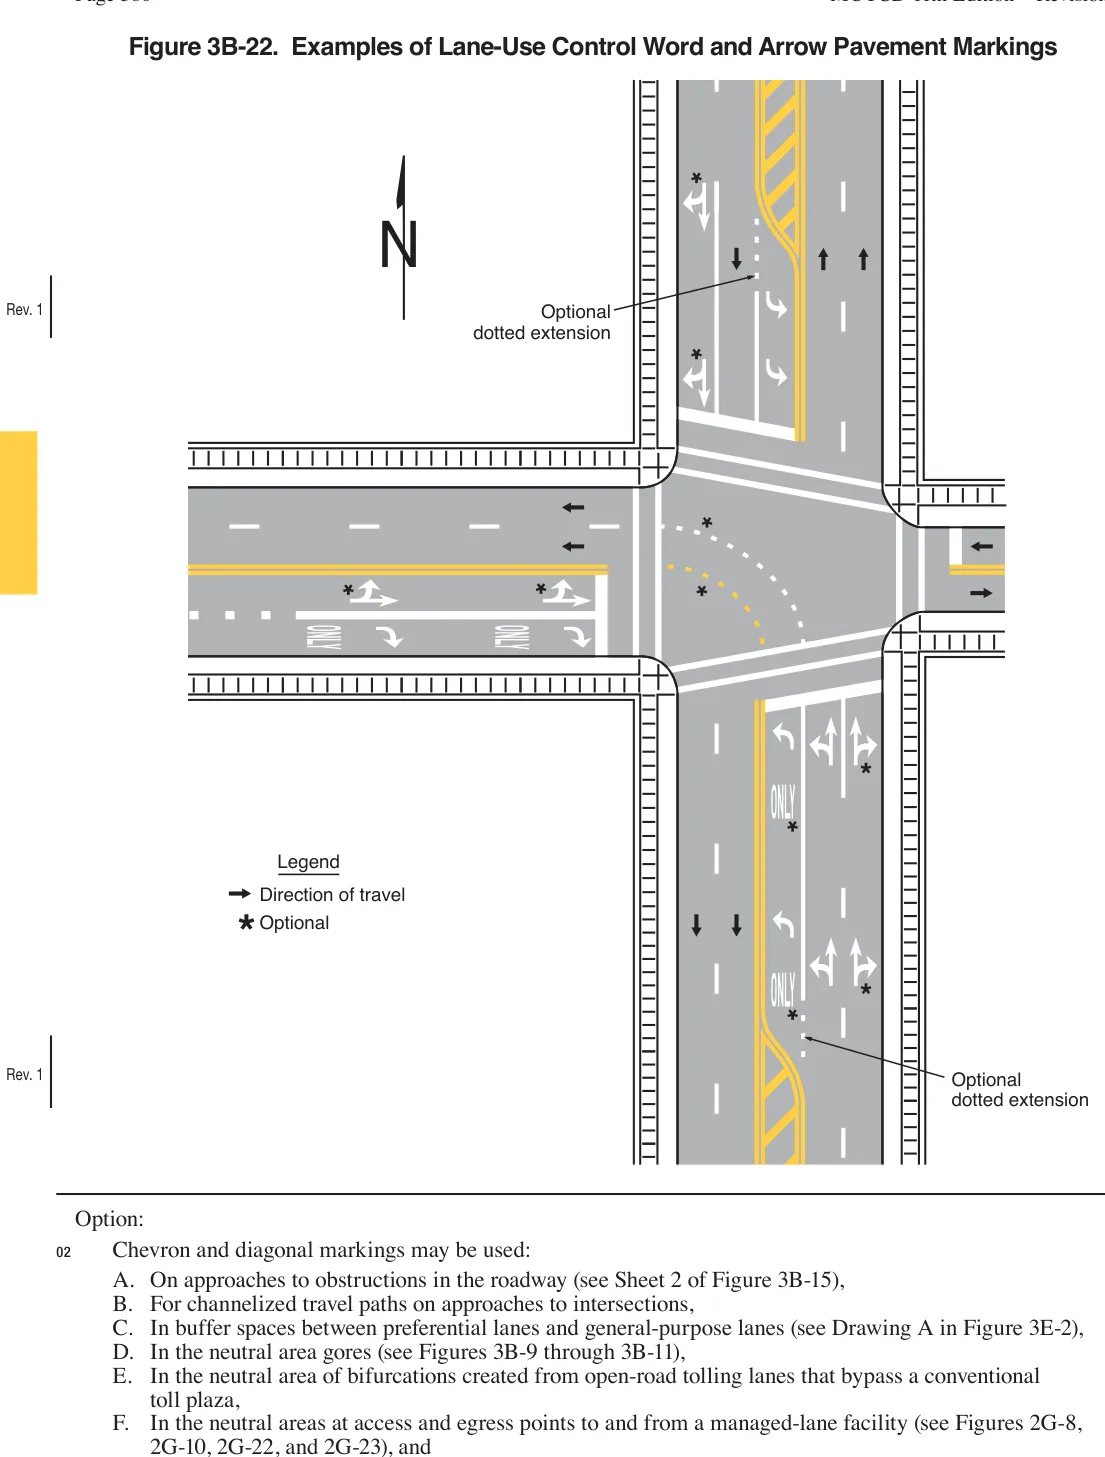 Figure 3B-22. Examples of Lane-Use Control Word and Arrow Pavement Markings
N
Rev. 1
Optional
dotted extension
*
*
*
*
*
*
ONLY
ONLY
*
ONLY
*
Legend
Direction of travel
* Optional
ONLY
*
*
Rev. 1
Optional
dotted extension
Option:
02 Chevron and diagonal markings may be used:
A. On approaches to obstructions in the roadway (see Sheet 2 of Figure 3B-15),
B. For channelized travel paths on approaches to intersections,
C. In buffer spaces between preferential lanes and general-purpose lanes (see Drawing A in Figure 3E-2),
D. In the neutral area gores (see Figures 3B-9 through 3B-11),
E. In the neutral area of bifurcations created from open-road tolling lanes that bypass a conventional
toll plaza,
F. In the neutral areas at access and egress points to and from a managed-lane facility (see Figures 2G-8,
2G-10, 2G-22, and 2G-23), and